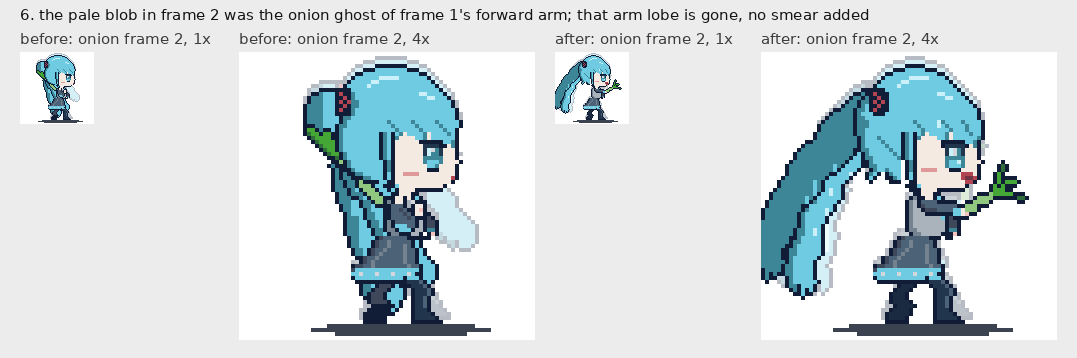 6. the pale blob in frame 2 was the onion ghost of frame 1's forward arm; that arm lobe is gone, no smear added
before: onion frame 2, 1x before: onion frame 2, 4x after: onion frame 2, 1x after: onion frame 2, 4x